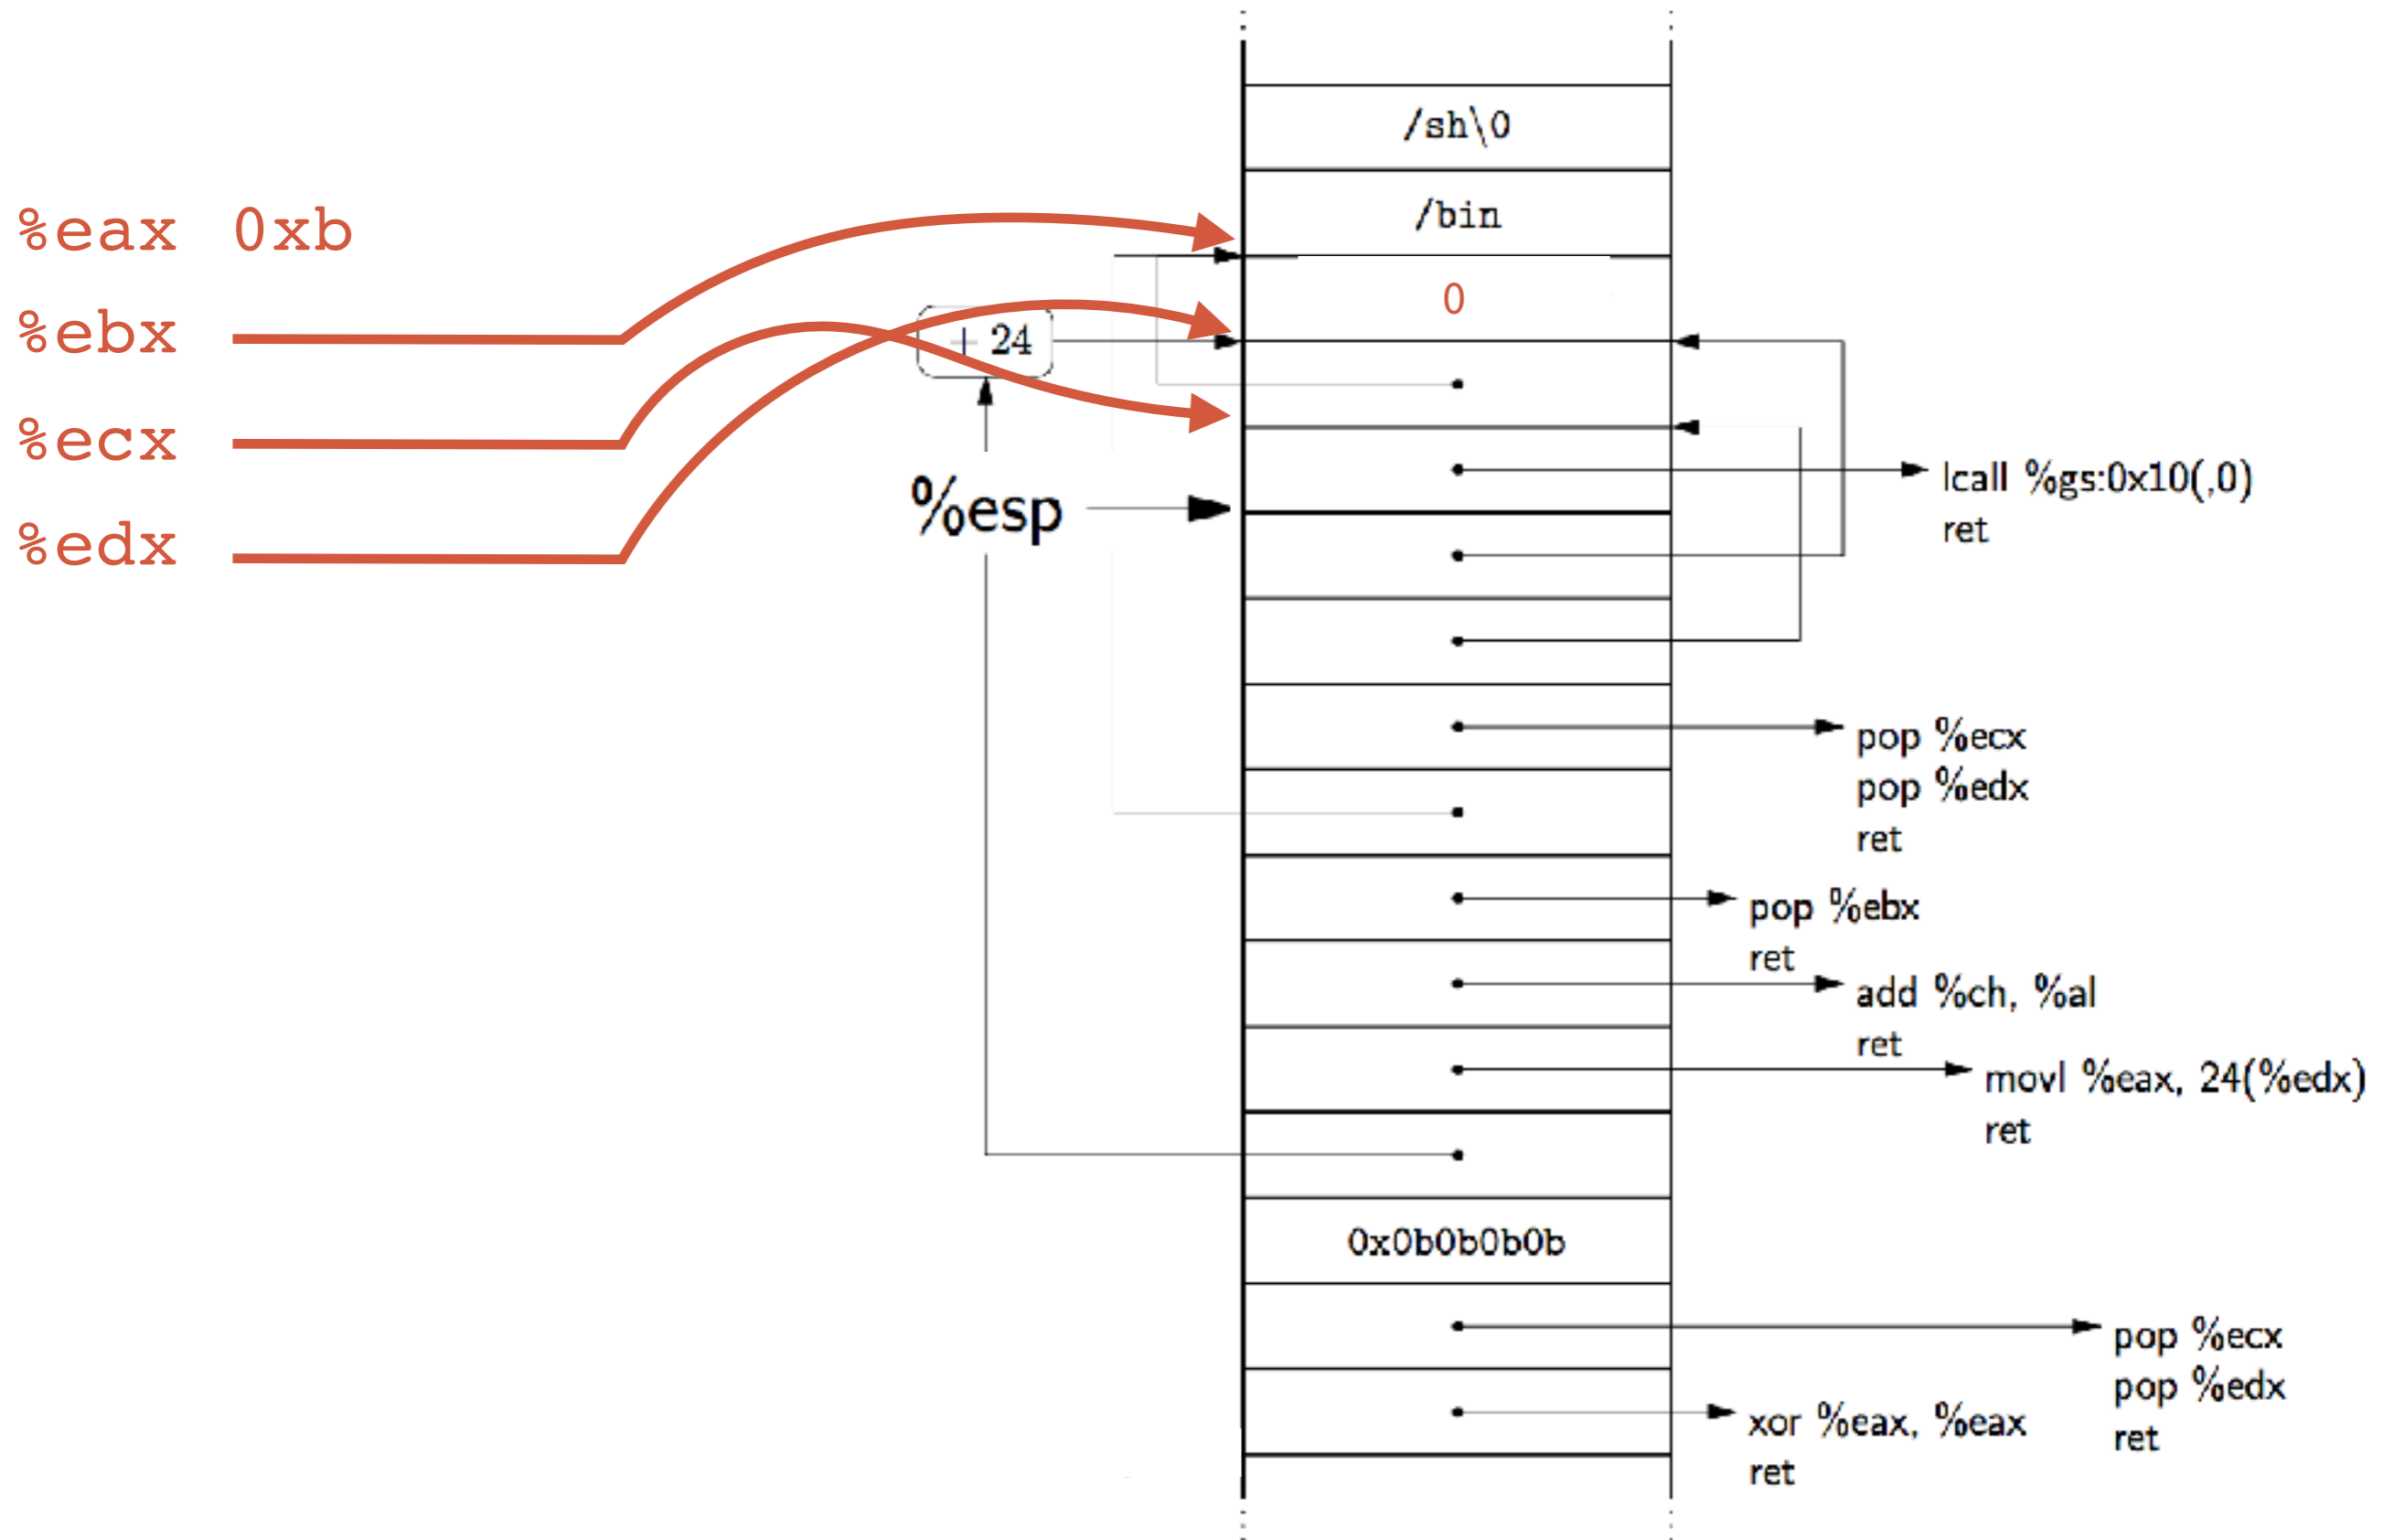 /sh\0
/bin
%eax 0xb
0
%ebx
+ 24
%ecx
%esp
lcall %gs:0x10(,0)
ret
%edx
pop %ecx
pop %edx
ret
pop %ebx
ret
add %ch, %al
ret
movl %eax, 24(%edx)
ret
0x0b0b0b0b
pop %ecx
pop %edx
ret
xor %eax, %eax
ret